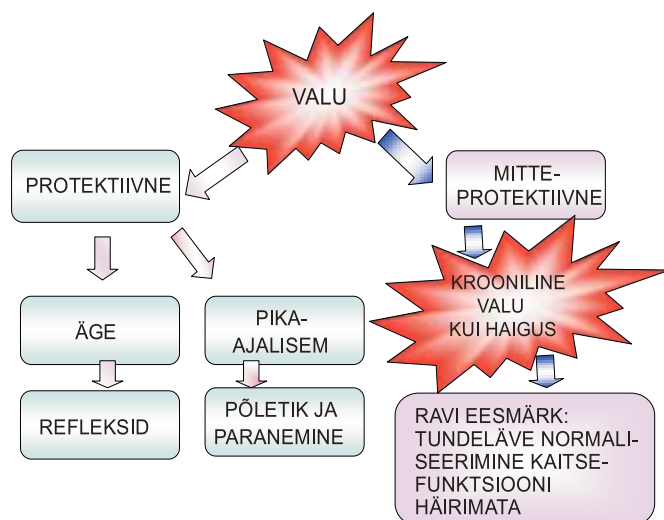 VALU
PROTEKTIIVNE
MITTE-
PROTEKTIIVNE
ÄGE
PIKA-
AJALISEM
KROONILINE
VALU
KUI HAIGUS
REFLEKSID
PÕLETIK JA
PARANEMINE
RAVI EESMÄRK:
TUNDELÄVE NORMALI-
SEERIMINE KAITSE-
FUNKTSIOONI
HÄIRIMATA